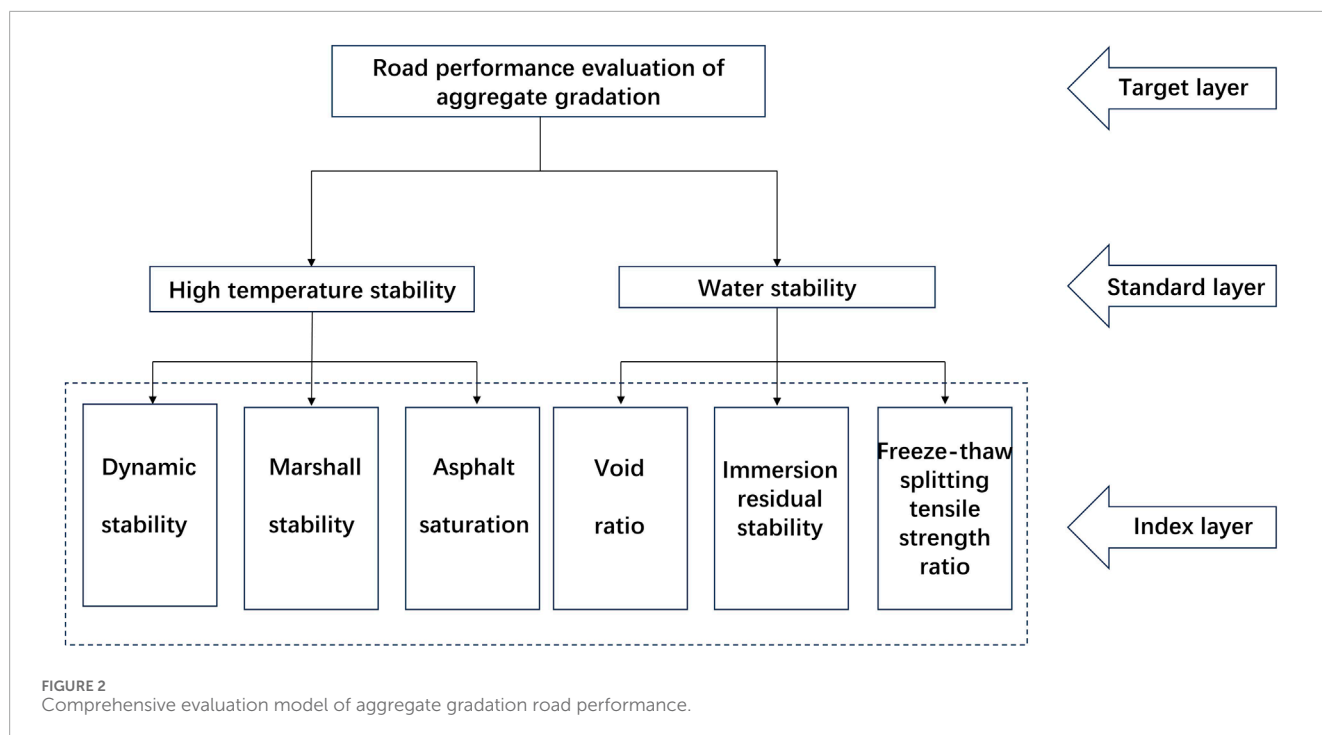 Road performance evaluation of
aggregate gradation
Target layer
High temperature stability
Water stability
Standard layer
Dynamic
stability
Marshall
stability
Asphalt
saturation
Void
ratio
Immersion
residual
stability
Freeze-thaw
splitting
tensile
strength
ratio
Index layer
FIGURE 2
Comprehensive evaluation model of aggregate gradation road performance.